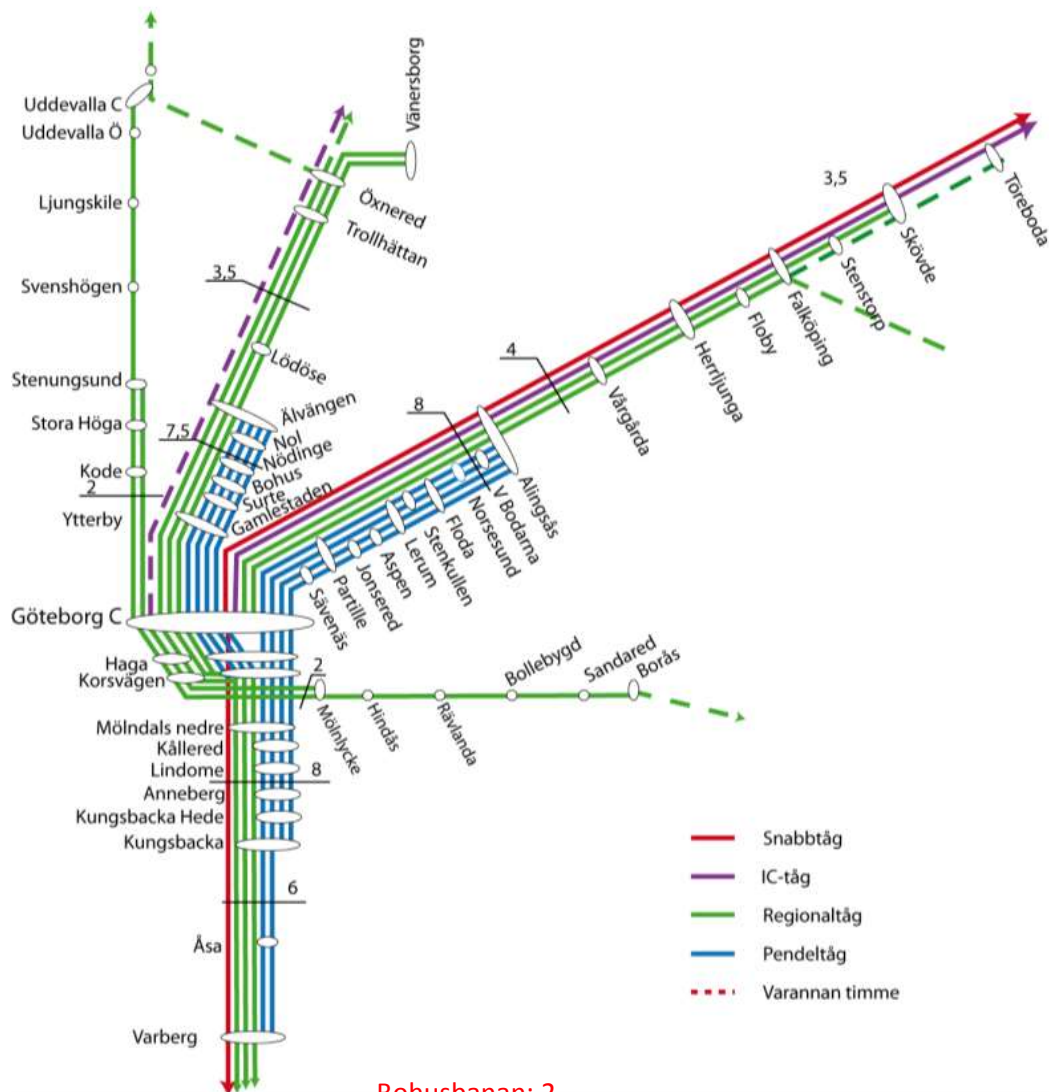 Uddevalla C
Uddevalla Ö
Ljungskile
Svenshögen
Stenungsund
Stora Höga
Kode
2
Ytterby
Göteborg C
Haga
Korsvägen
Mölndals nedre
Kållered
Lindome
Anneberg
Kungsbacka Hede
Kungsbacka
Åsa
Varberg
Vänersborg
Öxnered
Trollhättan
3,5
Lödöse
Älvängen
Nol
Nödinge
Bohus
Surte
Gamlestaden
7,5
Töreboda
Skövde
3,5
Stenstorp
Falköping
Floby
Herrljunga
Vårgårda
4
8
Alingsås
V Bodarna
Norsesund
Floda
Stenkullen
Lerum
Aspen
Jonsered
Partille
Sävenäs
2
Mölnlycke
Hindås
Rävlanda
Bollebygd
Sandared
Borås
8
6
Snabbtåg
IC-tåg
Regionaltåg
Pendeltåg
Varannan timme
Bohusbanan: 2